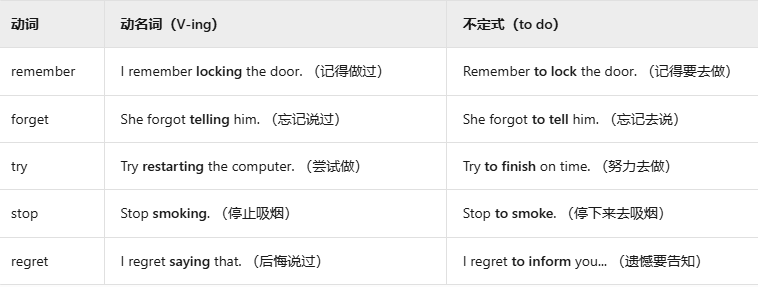 动词 动名词（V-ing） 不定式（to do）
remember I remember locking the door. （记得做过） Remember to lock the door. （记得要去做）
forget She forgot telling him. （忘记说过） She forgot to tell him. （忘记去说）
try Try restarting the computer. （尝试做） Try to finish on time. （努力去做）
stop Stop smoking. （停止吸烟） Stop to smoke. （停下来去吸烟）
regret I regret saying that. （后悔说过） I regret to inform you... （遗憾要告知）